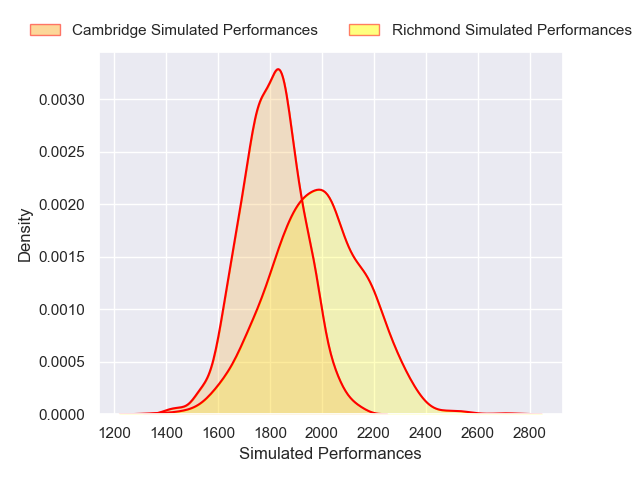 Cambridge Simulated Performances Richmond Simulated Performances
0.0030
0.0025
0.0020
0.0015
0.0010
0.0005
0.0000
Density
1200 1400 1600 1800 2000 2200 2400 2600 2800
Simulated Performances